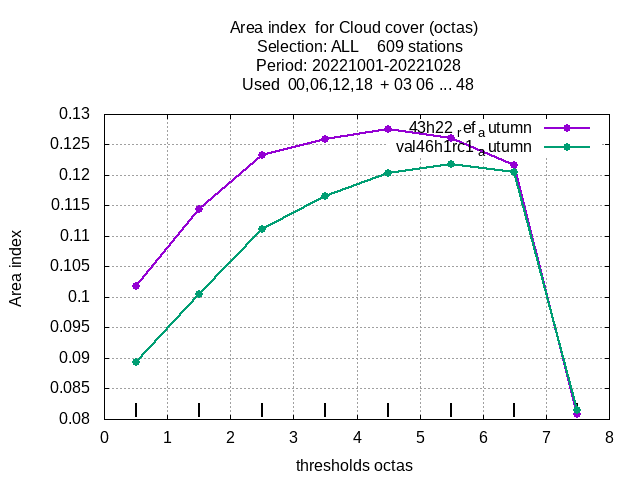 Area index  for Cloud cover (octas)
Selection: ALL    609 stations
Period: 20221001-20221028
Used  00,06,12,18  + 03 06 ... 48
43h22_ref_autumn
val46h1rc1_autumn
Area index
0.13
0.125
0.12
0.115
0.11
0.105
0.1
0.095
0.09
0.085
0.08
0 1 2 3 4 5 6 7 8
thresholds octas